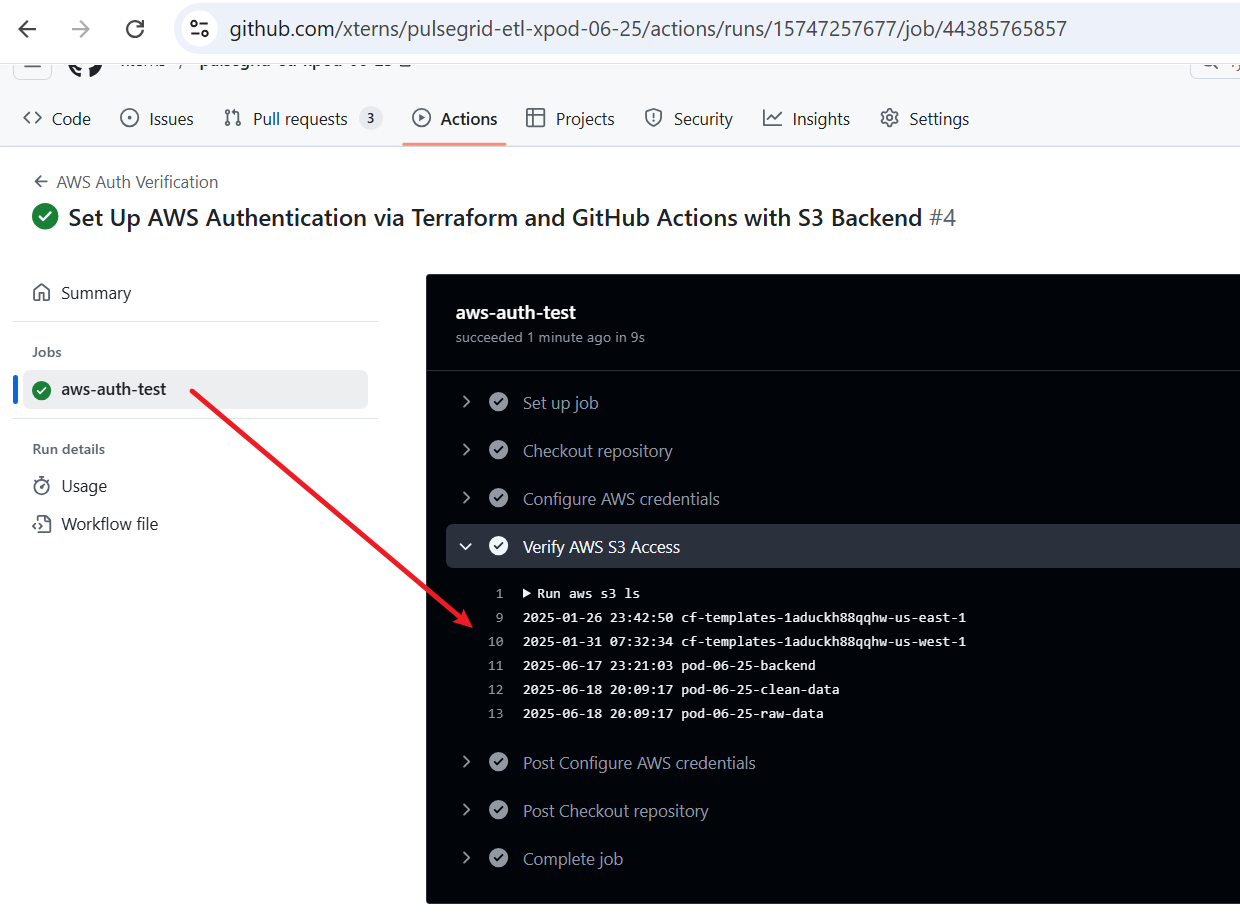 github.com/xterns/pulsegrid-etl-xpod-06-25/actions/runs/15747257677/job/44385765857
Code
Issues
Pull requests 3
Actions
Projects
Security
Insights
Settings
AWS Auth Verification
Set Up AWS Authentication via Terraform and GitHub Actions with S3 Backend #4
Summary
Jobs
aws-auth-test
Run details
Usage
Workflow file
aws-auth-test
succeeded 1 minute ago in 9s
Set up job
Checkout repository
Configure AWS credentials
Verify AWS S3 Access
1 Run aws s3 ls
9 2025-01-26 23:42:50 cf-templates-1aduckh88qqhw-us-east-1
10 2025-01-31 07:32:34 cf-templates-1aduckh88qqhw-us-west-1
11 2025-06-17 23:21:03 pod-06-25-backend
12 2025-06-18 20:09:17 pod-06-25-clean-data
13 2025-06-18 20:09:17 pod-06-25-raw-data
Post Configure AWS credentials
Post Checkout repository
Complete job